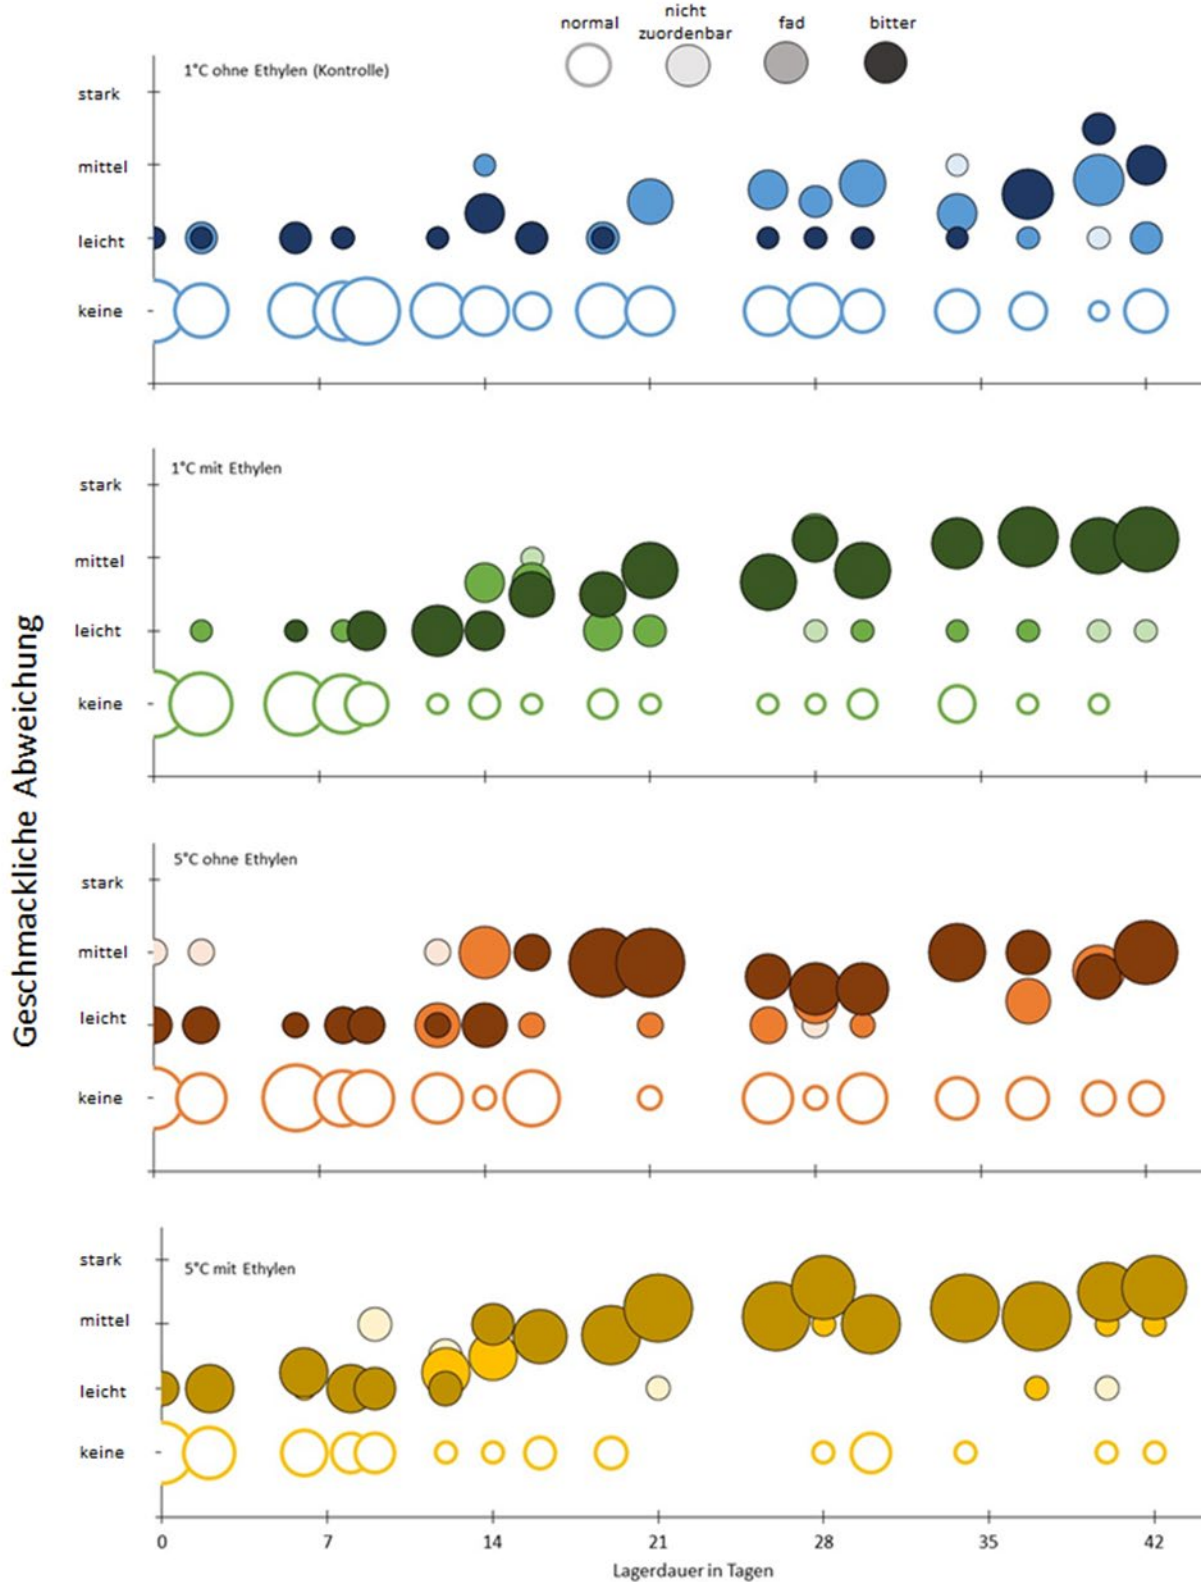 normal
nicht
zuordenbar
fad
bitter
1°C ohne Ethylen (Kontrolle)
stark
mittel
leicht
keine
1°C mit Ethylen
stark
mittel
leicht
keine
Geschmackliche Abweichung
5°C ohne Ethylen
stark
mittel
leicht
keine
5°C mit Ethylen
stark
mittel
leicht
keine
0 7 14 21 28 35 42
Lagerdauer in Tagen